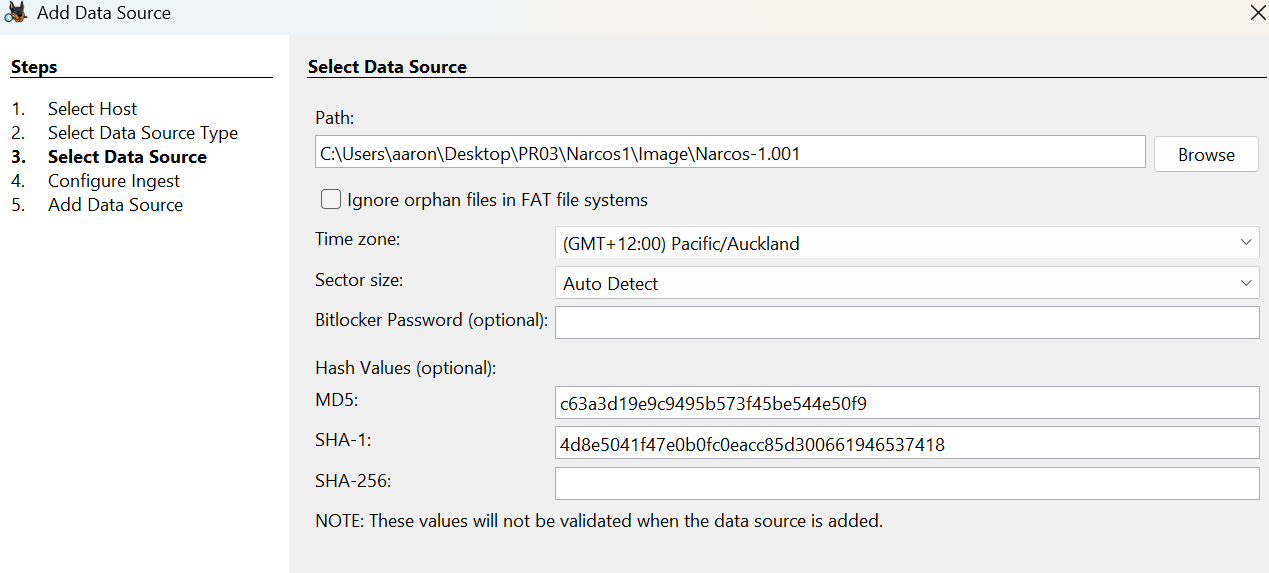 Add Data Source
Steps
1. Select Host
2. Select Data Source Type
3. Select Data Source
4. Configure Ingest
5. Add Data Source
Select Data Source
Path:
C:\Users\aaron\Desktop\PR03\Narcos1\Image\Narcos-1.001
Browse
Ignore orphan files in FAT file systems
Time zone: (GMT+12:00) Pacific/Auckland
Sector size: Auto Detect
Bitlocker Password (optional):
Hash Values (optional):
MD5: c63a3d19e9c9495b573f45be544e50f9
SHA-1: 4d8e5041f47e0b0fc0eacc85d300661946537418
SHA-256:
NOTE: These values will not be validated when the data source is added.